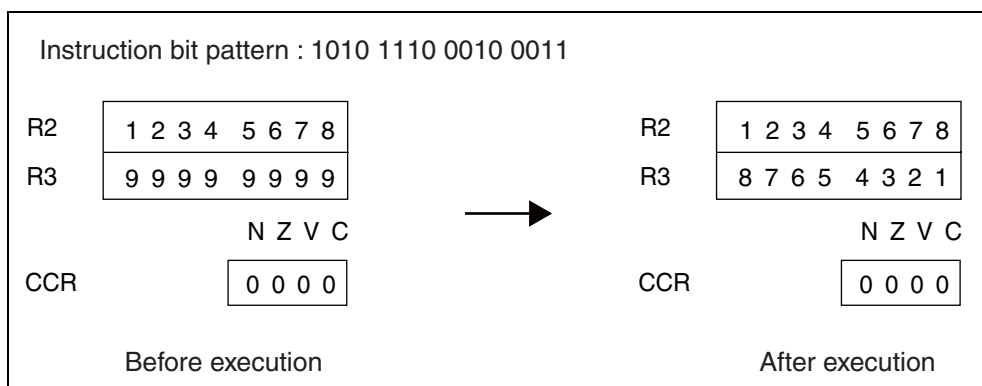 Instruction bit pattern : 1010 1110 0010 0011
R2 1 2 3 4 5 6 7 8 R2 1 2 3 4 5 6 7 8
R3 9 9 9 9 9 9 9 9 R3 8 7 6 5 4 3 2 1
N Z V C N Z V C
CCR 0 0 0 0 CCR 0 0 0 0
Before execution After execution